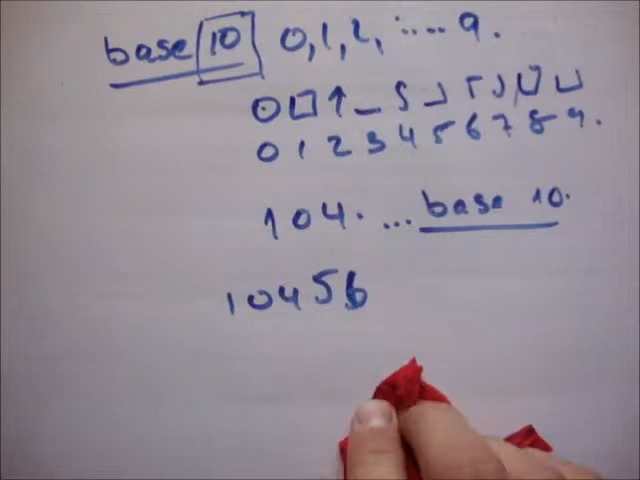 base 10 0, 1, 2, ..... 9.
0 1 2 3 4 5 6 7 8 9.
104. ... base 10.
10456